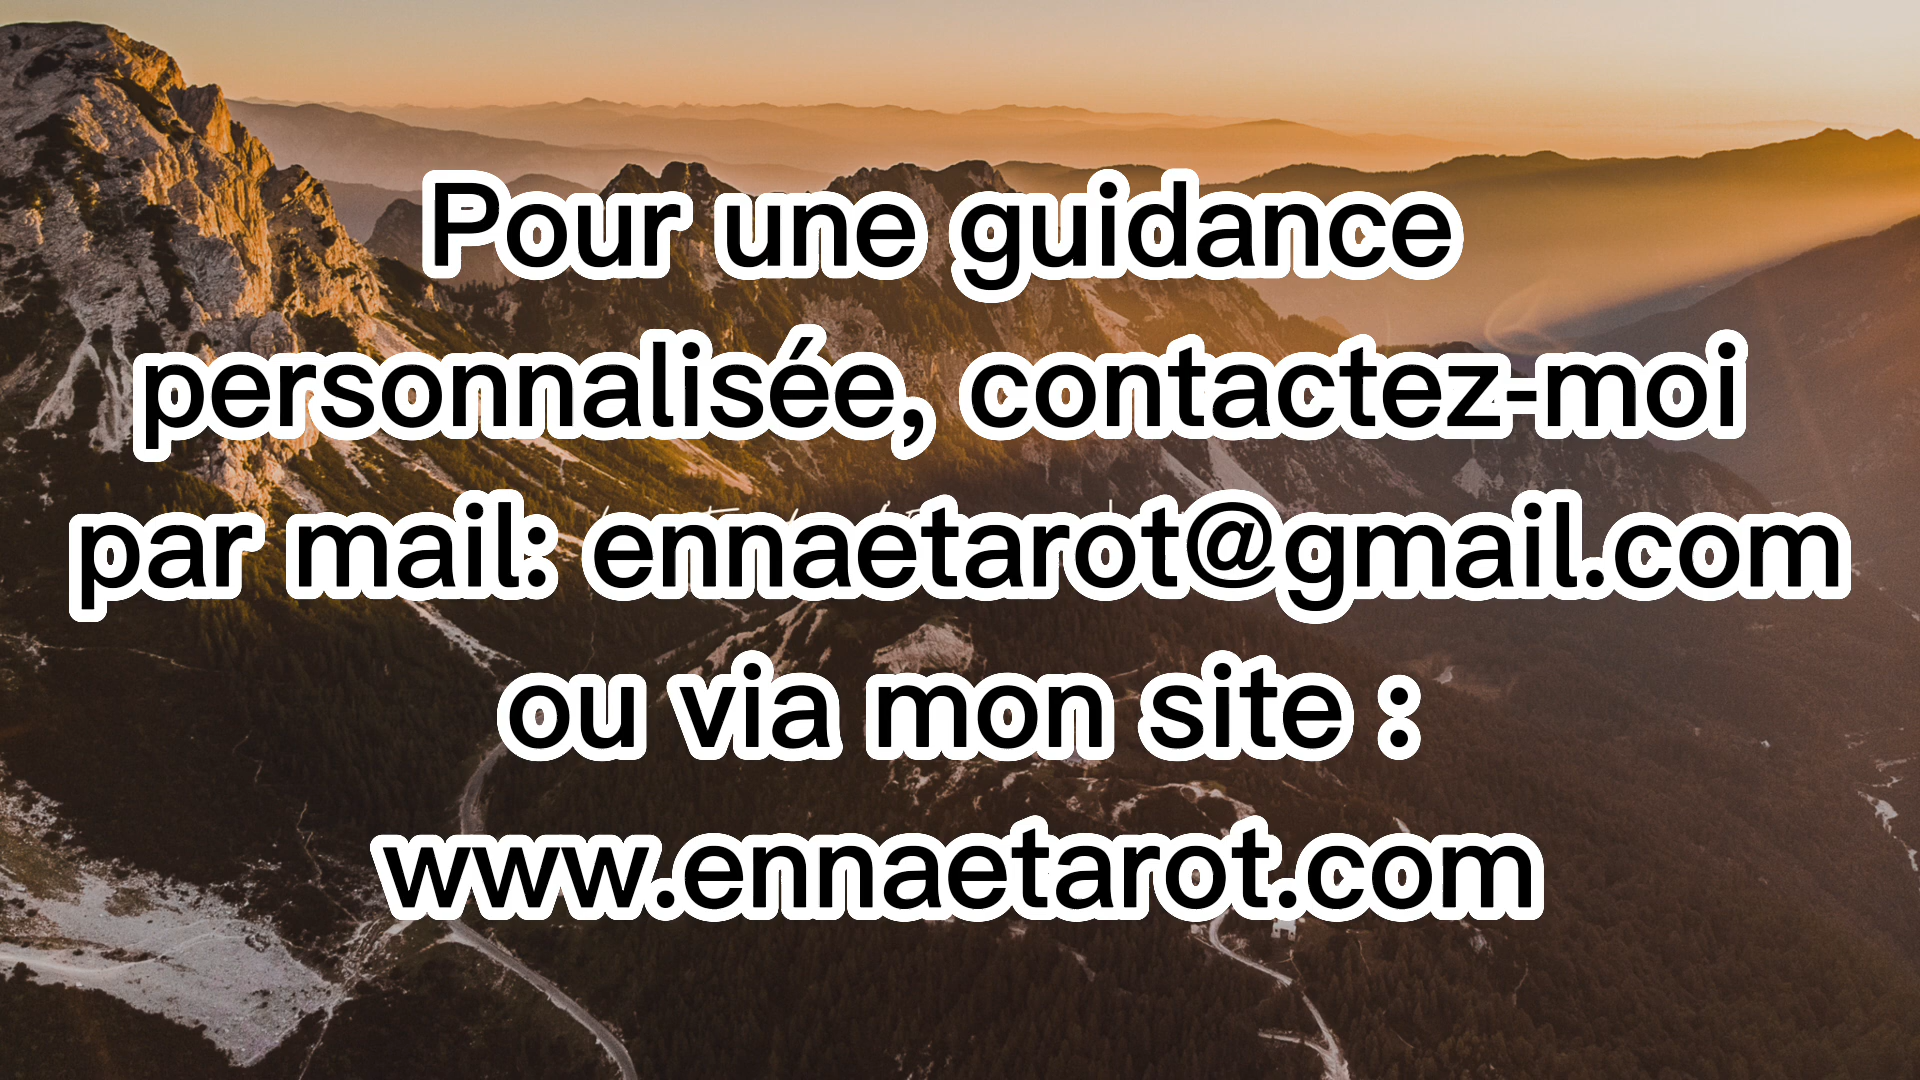 Pour une guidance
personnalisée, contactez-moi
par mail: ennaetarot@gmail.com
ou via mon site :
www.ennaetarot.com